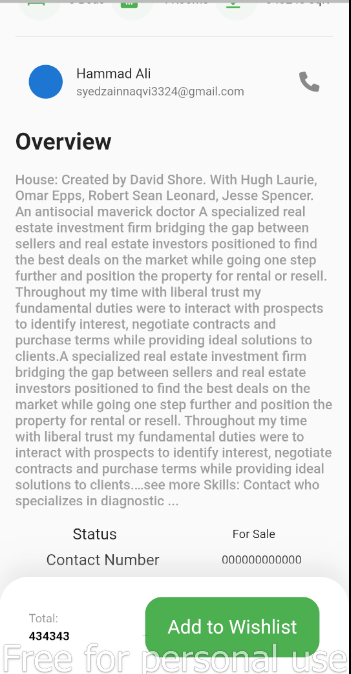 Hammad Ali
syedzainnaqvi3324@gmail.com
Overview
House: Created by David Shore. With Hugh Laurie,
Omar Epps, Robert Sean Leonard, Jesse Spencer.
An antisocial maverick doctor A specialized real
estate investment firm bridging the gap between
sellers and real estate investors positioned to find
the best deals on the market while going one step
further and position the property for rental or resell.
Throughout my time with liberal trust my
fundamental duties were to interact with prospects
to identify interest, negotiate contracts and
purchase terms while providing ideal solutions to
clients.A specialized real estate investment firm
bridging the gap between sellers and real estate
investors positioned to find the best deals on the
market while going one step further and position the
property for rental or resell. Throughout my time
with liberal trust my fundamental duties were to
interact with prospects to identify interest, negotiate
contracts and purchase terms while providing ideal
solutions to clients....see more Skills: Contact who
specializes in diagnostic ...
Status For Sale
Contact Number 000000000000
Total:
434343
Add to Wishlist
Free for personal use